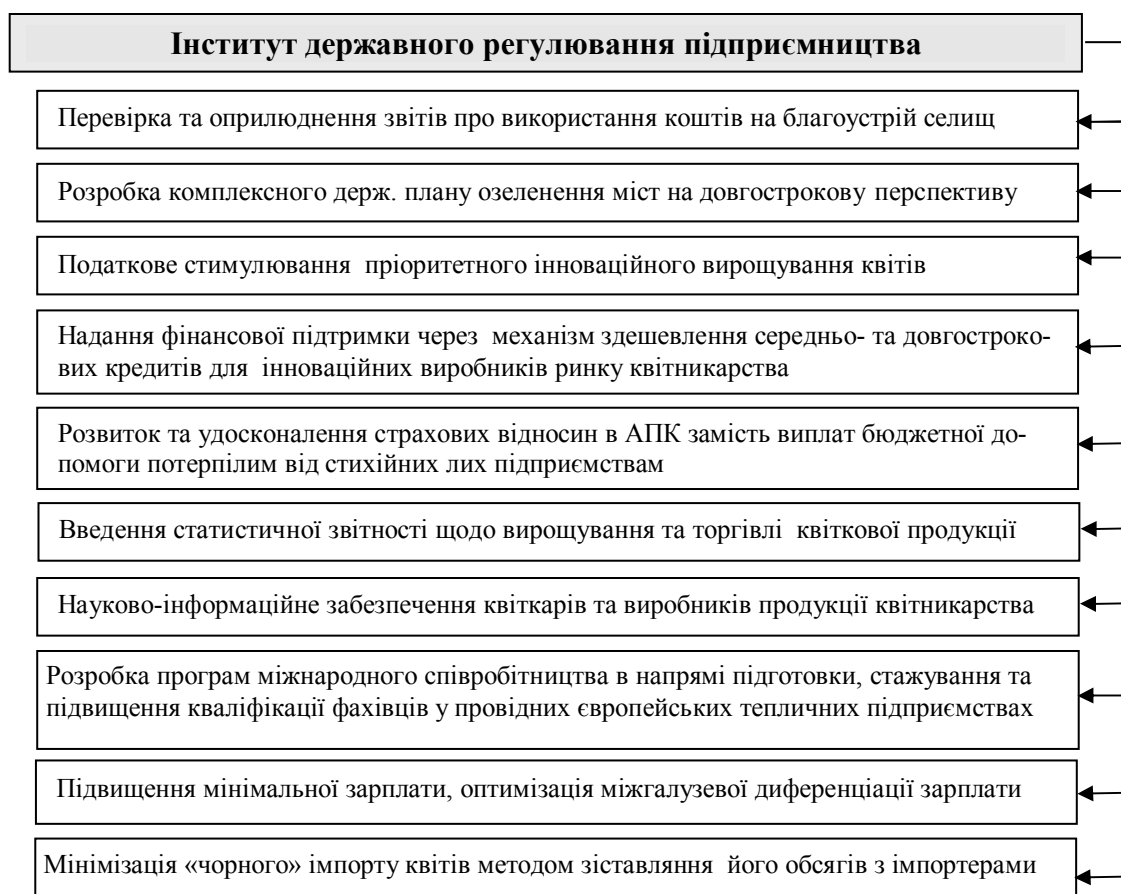 Інститут державного регулювання підприємництва
Перевірка та оприлюднення звітів про використання коштів на благоустрій селищ
Розробка комплексного держ. плану озеленення міст на довгострокову перспективу
Податкове стимулювання пріоритетного інноваційного вирощування квітів
Надання фінансової підтримки через механізм здешевлення середньо- та довгостроко-
вих кредитів для інноваційних виробників ринку квітникарства
Розвиток та удосконалення страхових відносин в АПК замість виплат бюджетної до-
помоги потерпілим від стихійних лих підприємствам
Введення статистичної звітності щодо вирощування та торгівлі квіткової продукції
Науково-інформаційне забезпечення квіткарів та виробників продукції квітникарства
Розробка програм міжнародного співробітництва в напрямі підготовки, стажування та
підвищення кваліфікації фахівців у провідних європейських тепличних підприємствах
Підвищення мінімальної зарплати, оптимізація міжгалузевої диференціації зарплати
Мінімізація «чорного» імпорту квітів методом зіставляння його обсягів з імпортерами